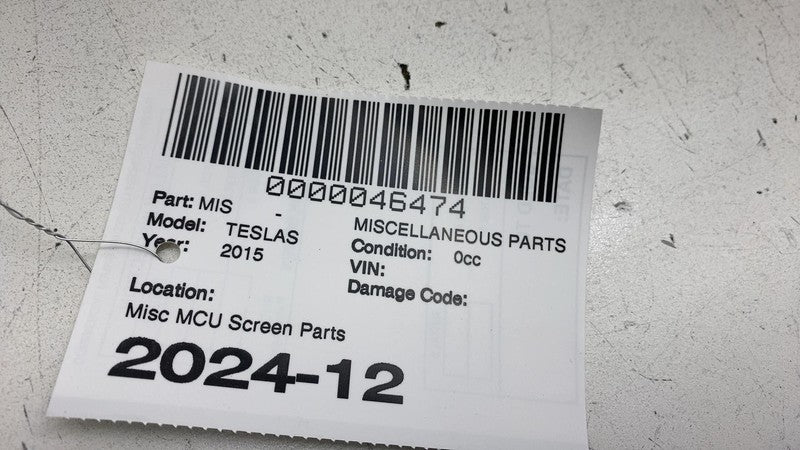 0000046474
Part: MIS - MISCELLANEOUS PARTS
Model: TESLAS Condition: 0cc
Year: 2015 VIN:
Damage Code:
Location:
Misc MCU Screen Parts
2024-12